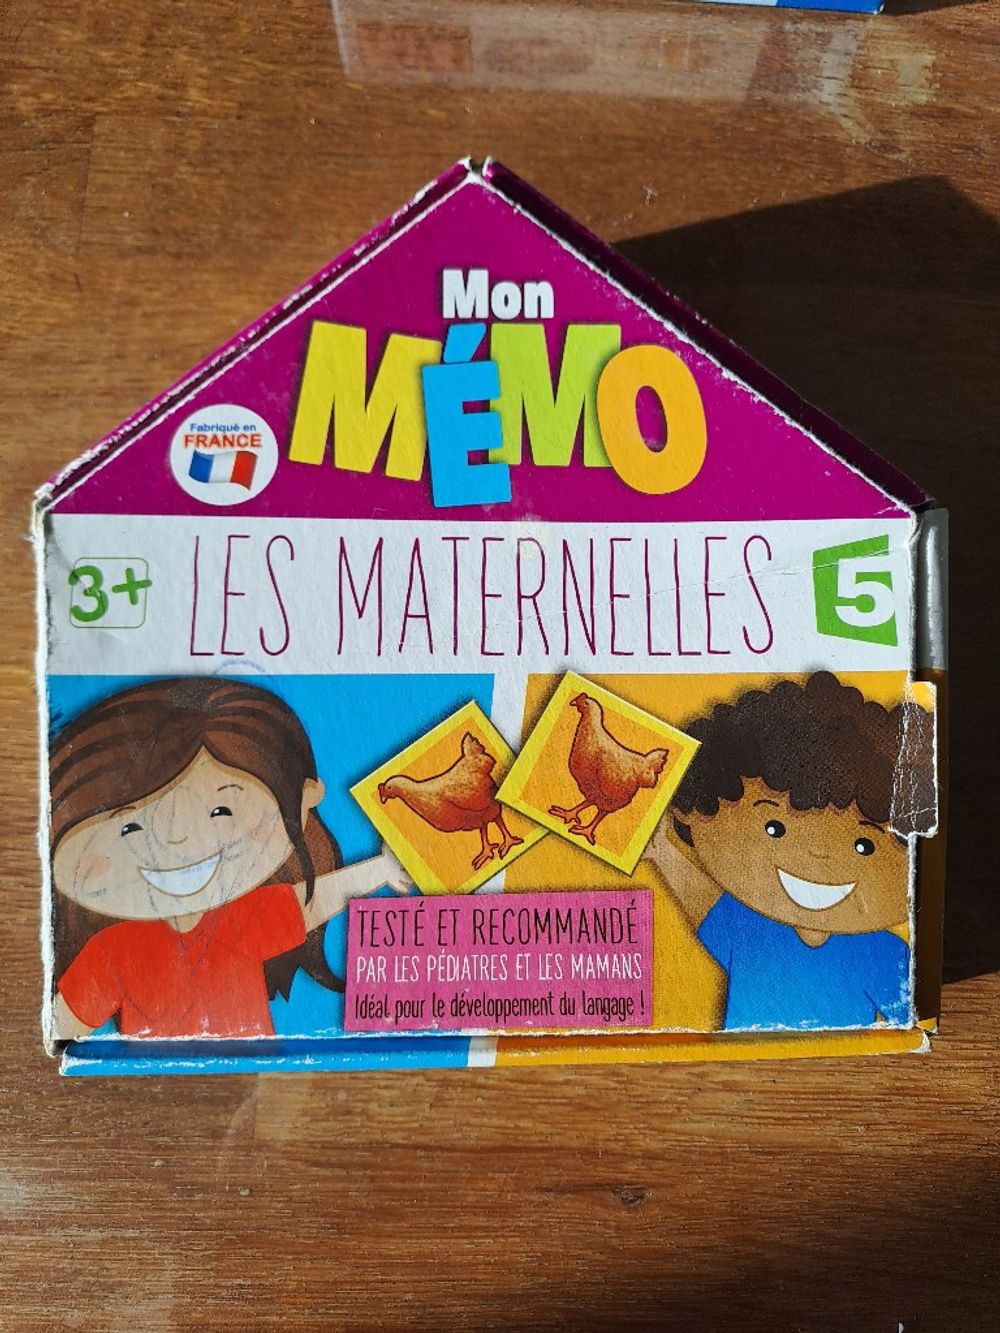 Mon
MÉMO
Fabriqué en
FRANCE
3+
LES MATERNELLES
5
TESTÉ ET RECOMMANDÉ
PAR LES PÉDIATRES ET LES MAMANS
Idéal pour le développement du langage !